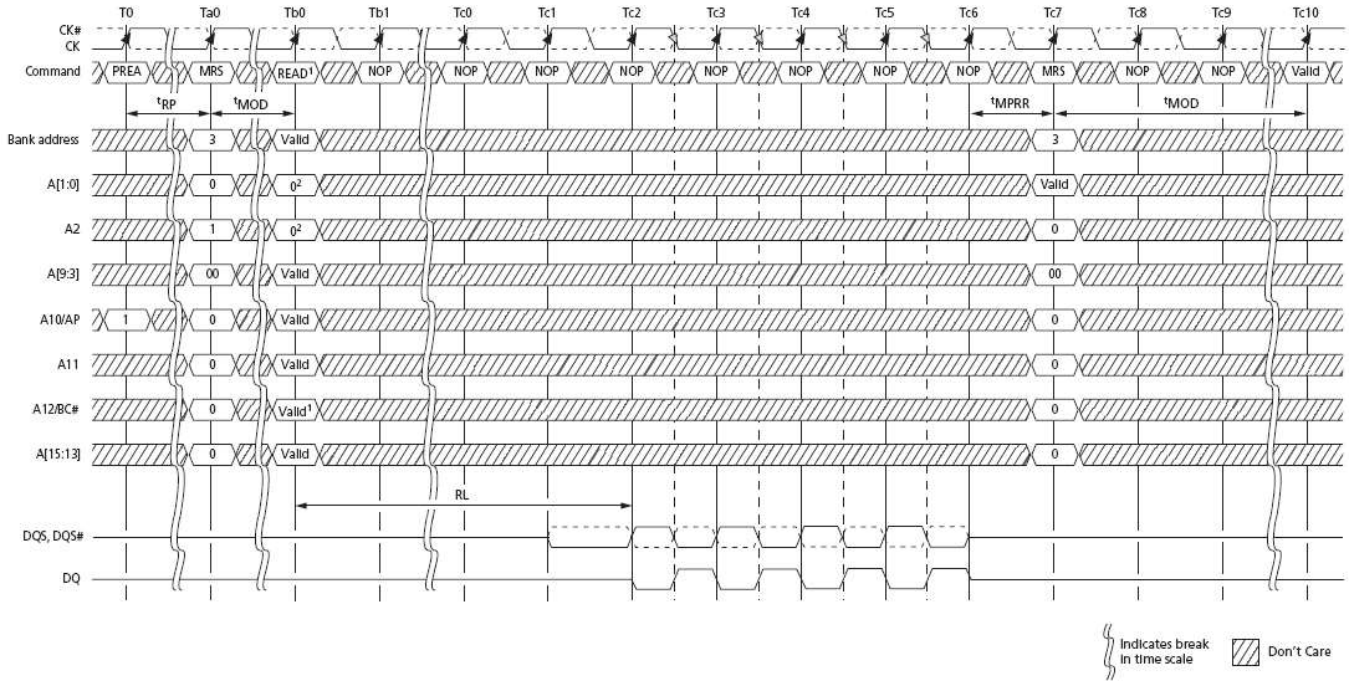 T0 Ta0 Tb0 Tb1 Tc0 Tc1 Tc2 Tc3 Tc4 Tc5 Tc6 Tc7 Tc8 Tc9 Tc10
CK#
CK
Command PREA MRS READ¹ NOP NOP NOP NOP NOP NOP NOP NOP MRS NOP NOP Valid
tRP tMOD tMPRR tMOD
Bank address 3 Valid 3
A[1:0] 0 0² Valid
A2 1 0² 0
A[9:3] 00 Valid 00
A10/AP 1 0 Valid 0
A11 0 Valid 0
A12/BC# 0 Valid¹ 0
A[15:13] 0 Valid 0
RL
DQS, DQS#
DQ
Indicates break
in time scale
Don't Care